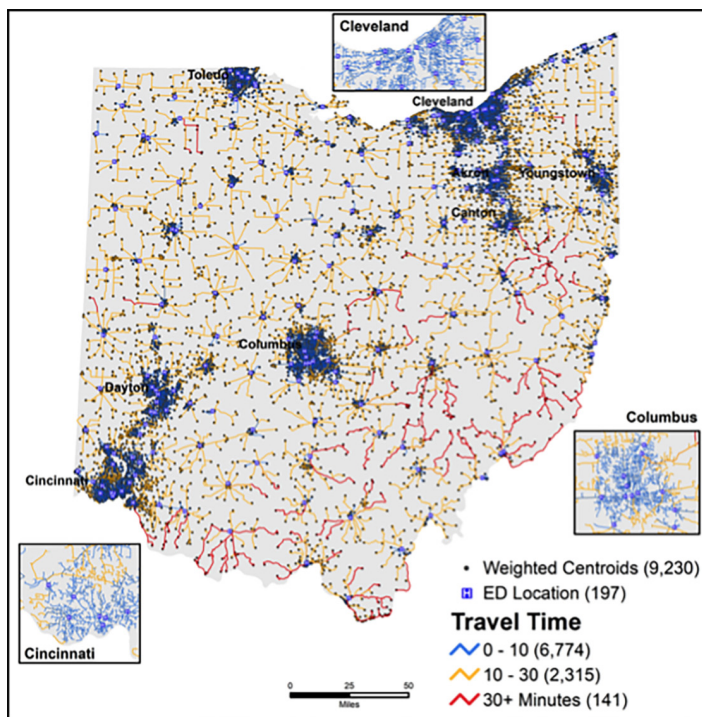 Cleveland
Toledo
Cleveland
Akron
Youngstown
Canton
Columbus
Dayton
Columbus
Cincinnati
Cincinnati
• Weighted Centroids (9,230)
H ED Location (197)
Travel Time
0 - 10 (6,774)
10 - 30 (2,315)
30+ Minutes (141)
0 25 50
Miles